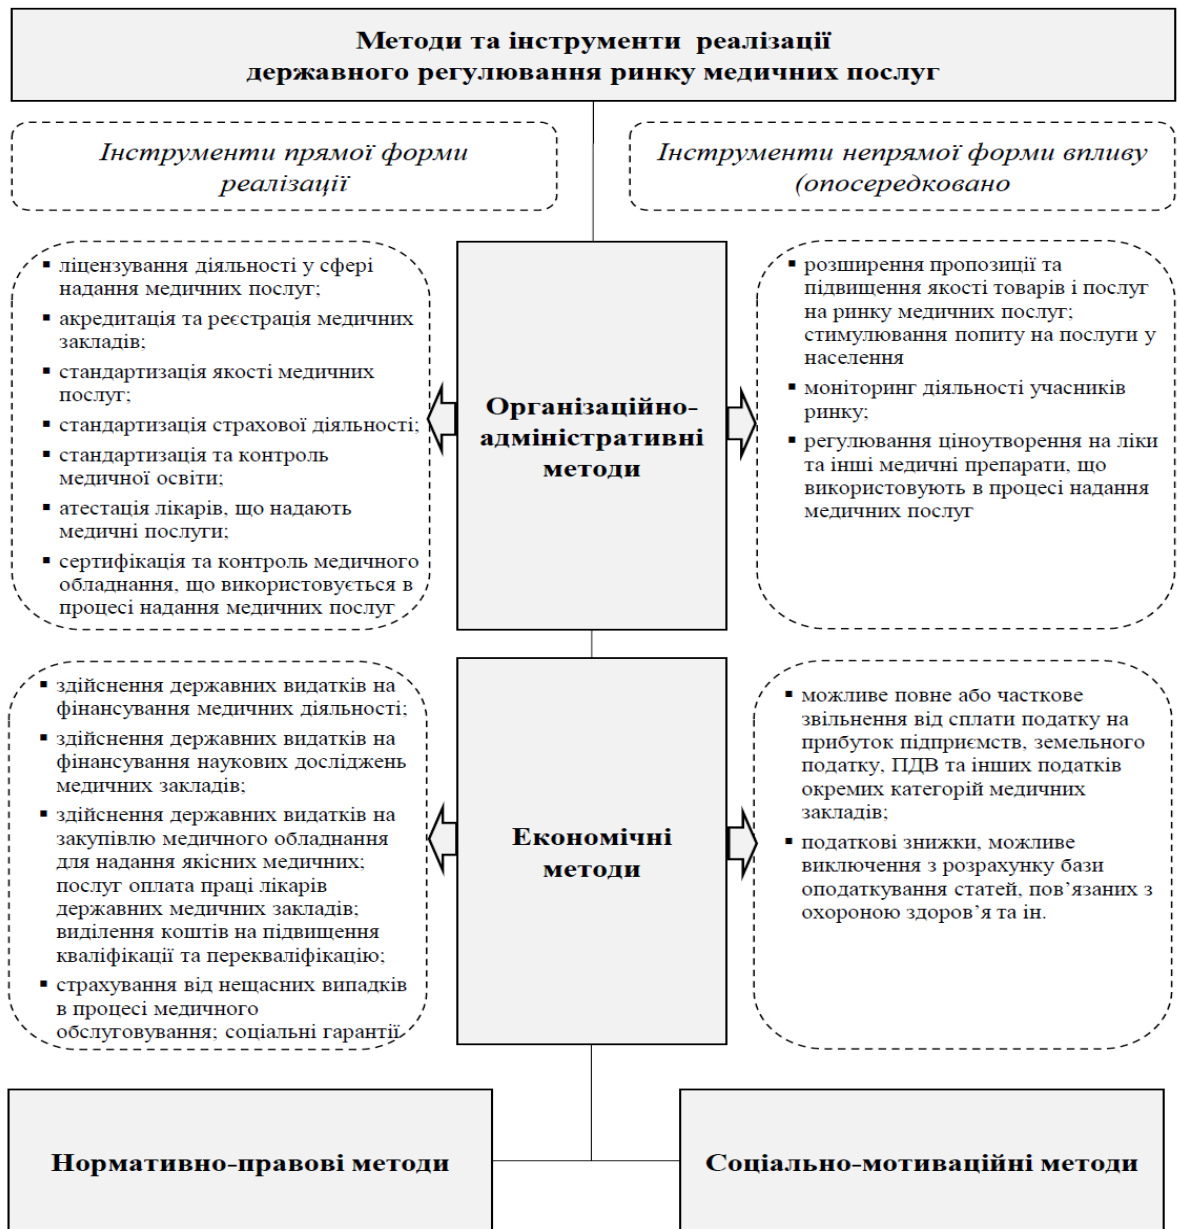 Методи та інструменти реалізації
державного регулювання ринку медичних послуг
Інструменти прямої форми
реалізації
Інструменти непрямої форми впливу
(опосередковано
▪ ліцензування діяльності у сфері
надання медичних послуг;
▪ акредитація та реєстрація медичних
закладів;
▪ стандартизація якості медичних
послуг;
▪ стандартизація страхової діяльності;
▪ стандартизація та контроль
медичної освіти;
▪ атестація лікарів, що надають
медичні послуги;
▪ сертифікація та контроль медичного
обладнання, що використовується в
процесі надання медичних послуг
Організаційно-
адміністративні
методи
▪ розширення пропозиції та
підвищення якості товарів і послуг
на ринку медичних послуг;
стимулювання попиту на послуги у
населення
▪ моніторинг діяльності учасників
ринку;
▪ регулювання ціноутворення на ліки
та інші медичні препарати, що
використовують в процесі надання
медичних послуг
▪ здійснення державних видатків на
фінансування медичних діяльності;
▪ здійснення державних видатків на
фінансування наукових досліджень
медичних закладів;
▪ здійснення державних видатків на
закупівлю медичного обладнання
для надання якісних медичних;
послуг оплата праці лікарів
державних медичних закладів;
виділення коштів на підвищення
кваліфікації та перекваліфікацію;
▪ страхування від нещасних випадків
в процесі медичного
обслуговування; соціальні гарантії
Економічні
методи
▪ можливе повне або часткове
звільнення від сплати податку на
прибуток підприємств, земельного
податку, ПДВ та інших податків
окремих категорій медичних
закладів;
▪ податкові знижки, можливе
виключення з розрахунку бази
оподаткування статей, пов’язаних з
охороною здоров’я та ін.
Нормативно-правові методи
Соціально-мотиваційні методи